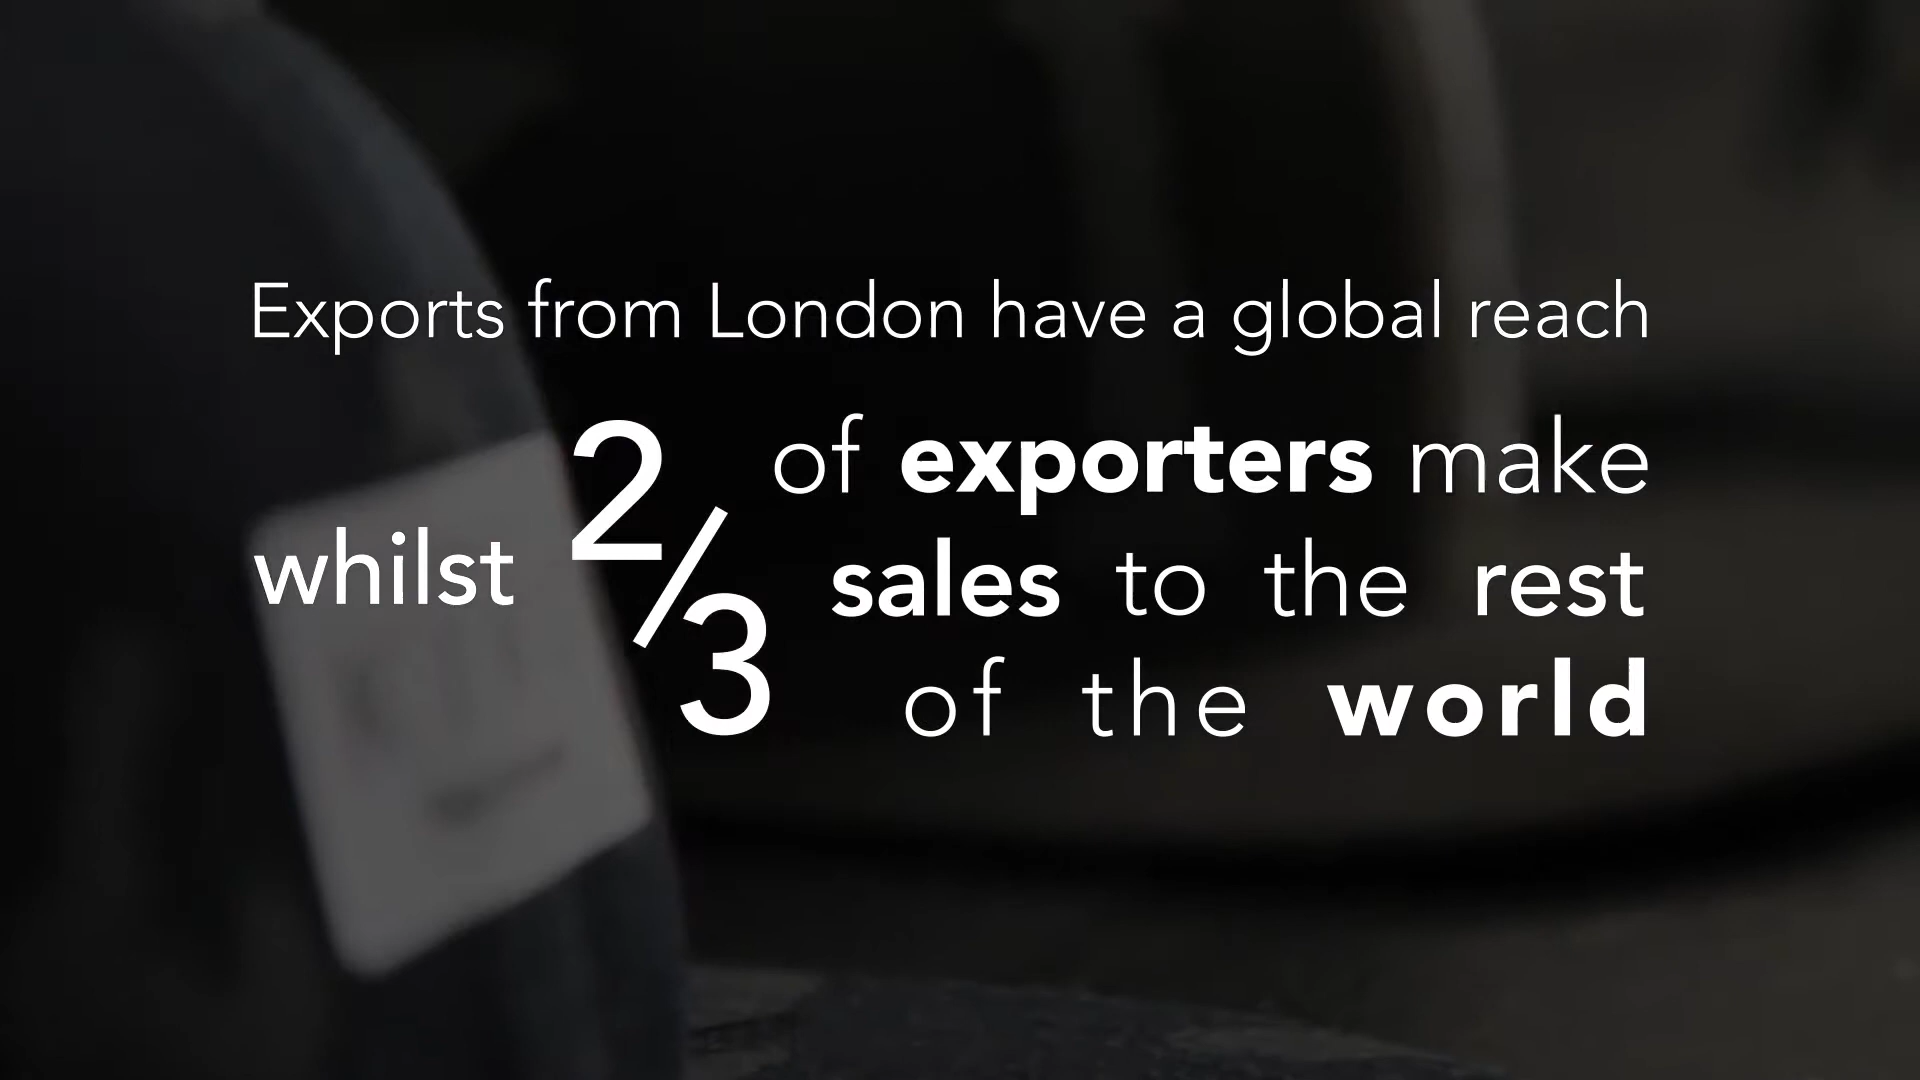 Exports from London have a global reach
whilst 2/3 of exporters make
sales to the rest
of the world